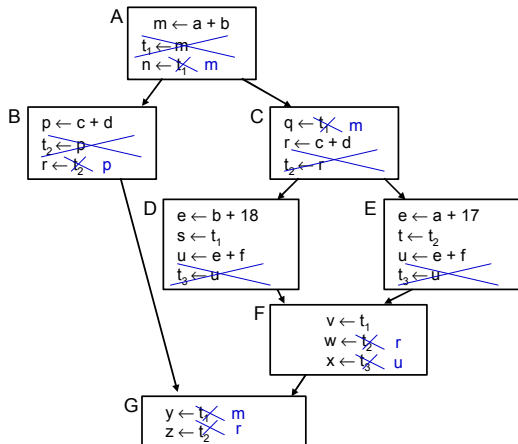 A
m ← a + b
t₁ ← m
n ← t₁ m
B
p ← c + d
t₂ ← p
r ← t₂ p
C
q ← t₁ m
r ← c + d
t₂ ← r
D
e ← b + 18
s ← t₁
u ← e + f
t₃ ← u
E
e ← a + 17
t ← t₂
u ← e + f
t₃ ← u
F
v ← t₁
w ← t₂ r
x ← t₃ u
G
y ← t₁ m
z ← t₂ r